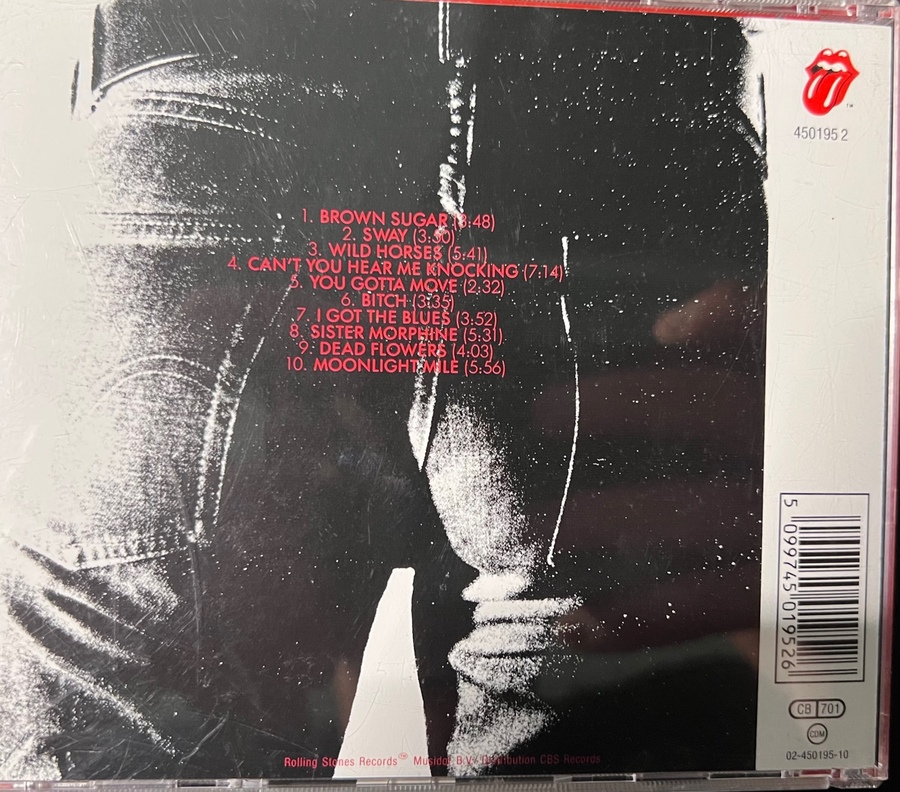 450195 2
1. BROWN SUGAR (3:48)
2. SWAY (3:50)
3. WILD HORSES (5:41)
4. CAN'T YOU HEAR ME KNOCKING (7:14)
5. YOU GOTTA MOVE (2:32)
6. BITCH (3:35)
7. I GOT THE BLUES (3:52)
8. SISTER MORPHINE (5:31)
9. DEAD FLOWERS (4:03)
10. MOONLIGHT MILE (5:56)
5 099745 019526
CB 701
CDM
02-450195-10
Rolling Stones Records™ Musidor B.V. Distribution CBS Records